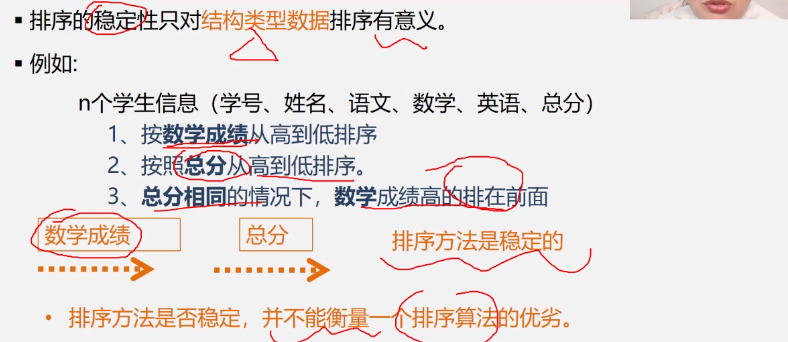 ▪ 排序的稳定性只对结构类型数据排序有意义。
▪ 例如:
n个学生信息（学号、姓名、语文、数学、英语、总分）
1、按数学成绩从高到低排序
2、按照总分从高到低排序。
3、总分相同的情况下，数学成绩高的排在前面
数学成绩 总分 排序方法是稳定的
• 排序方法是否稳定，并不能衡量一个排序算法的优劣。